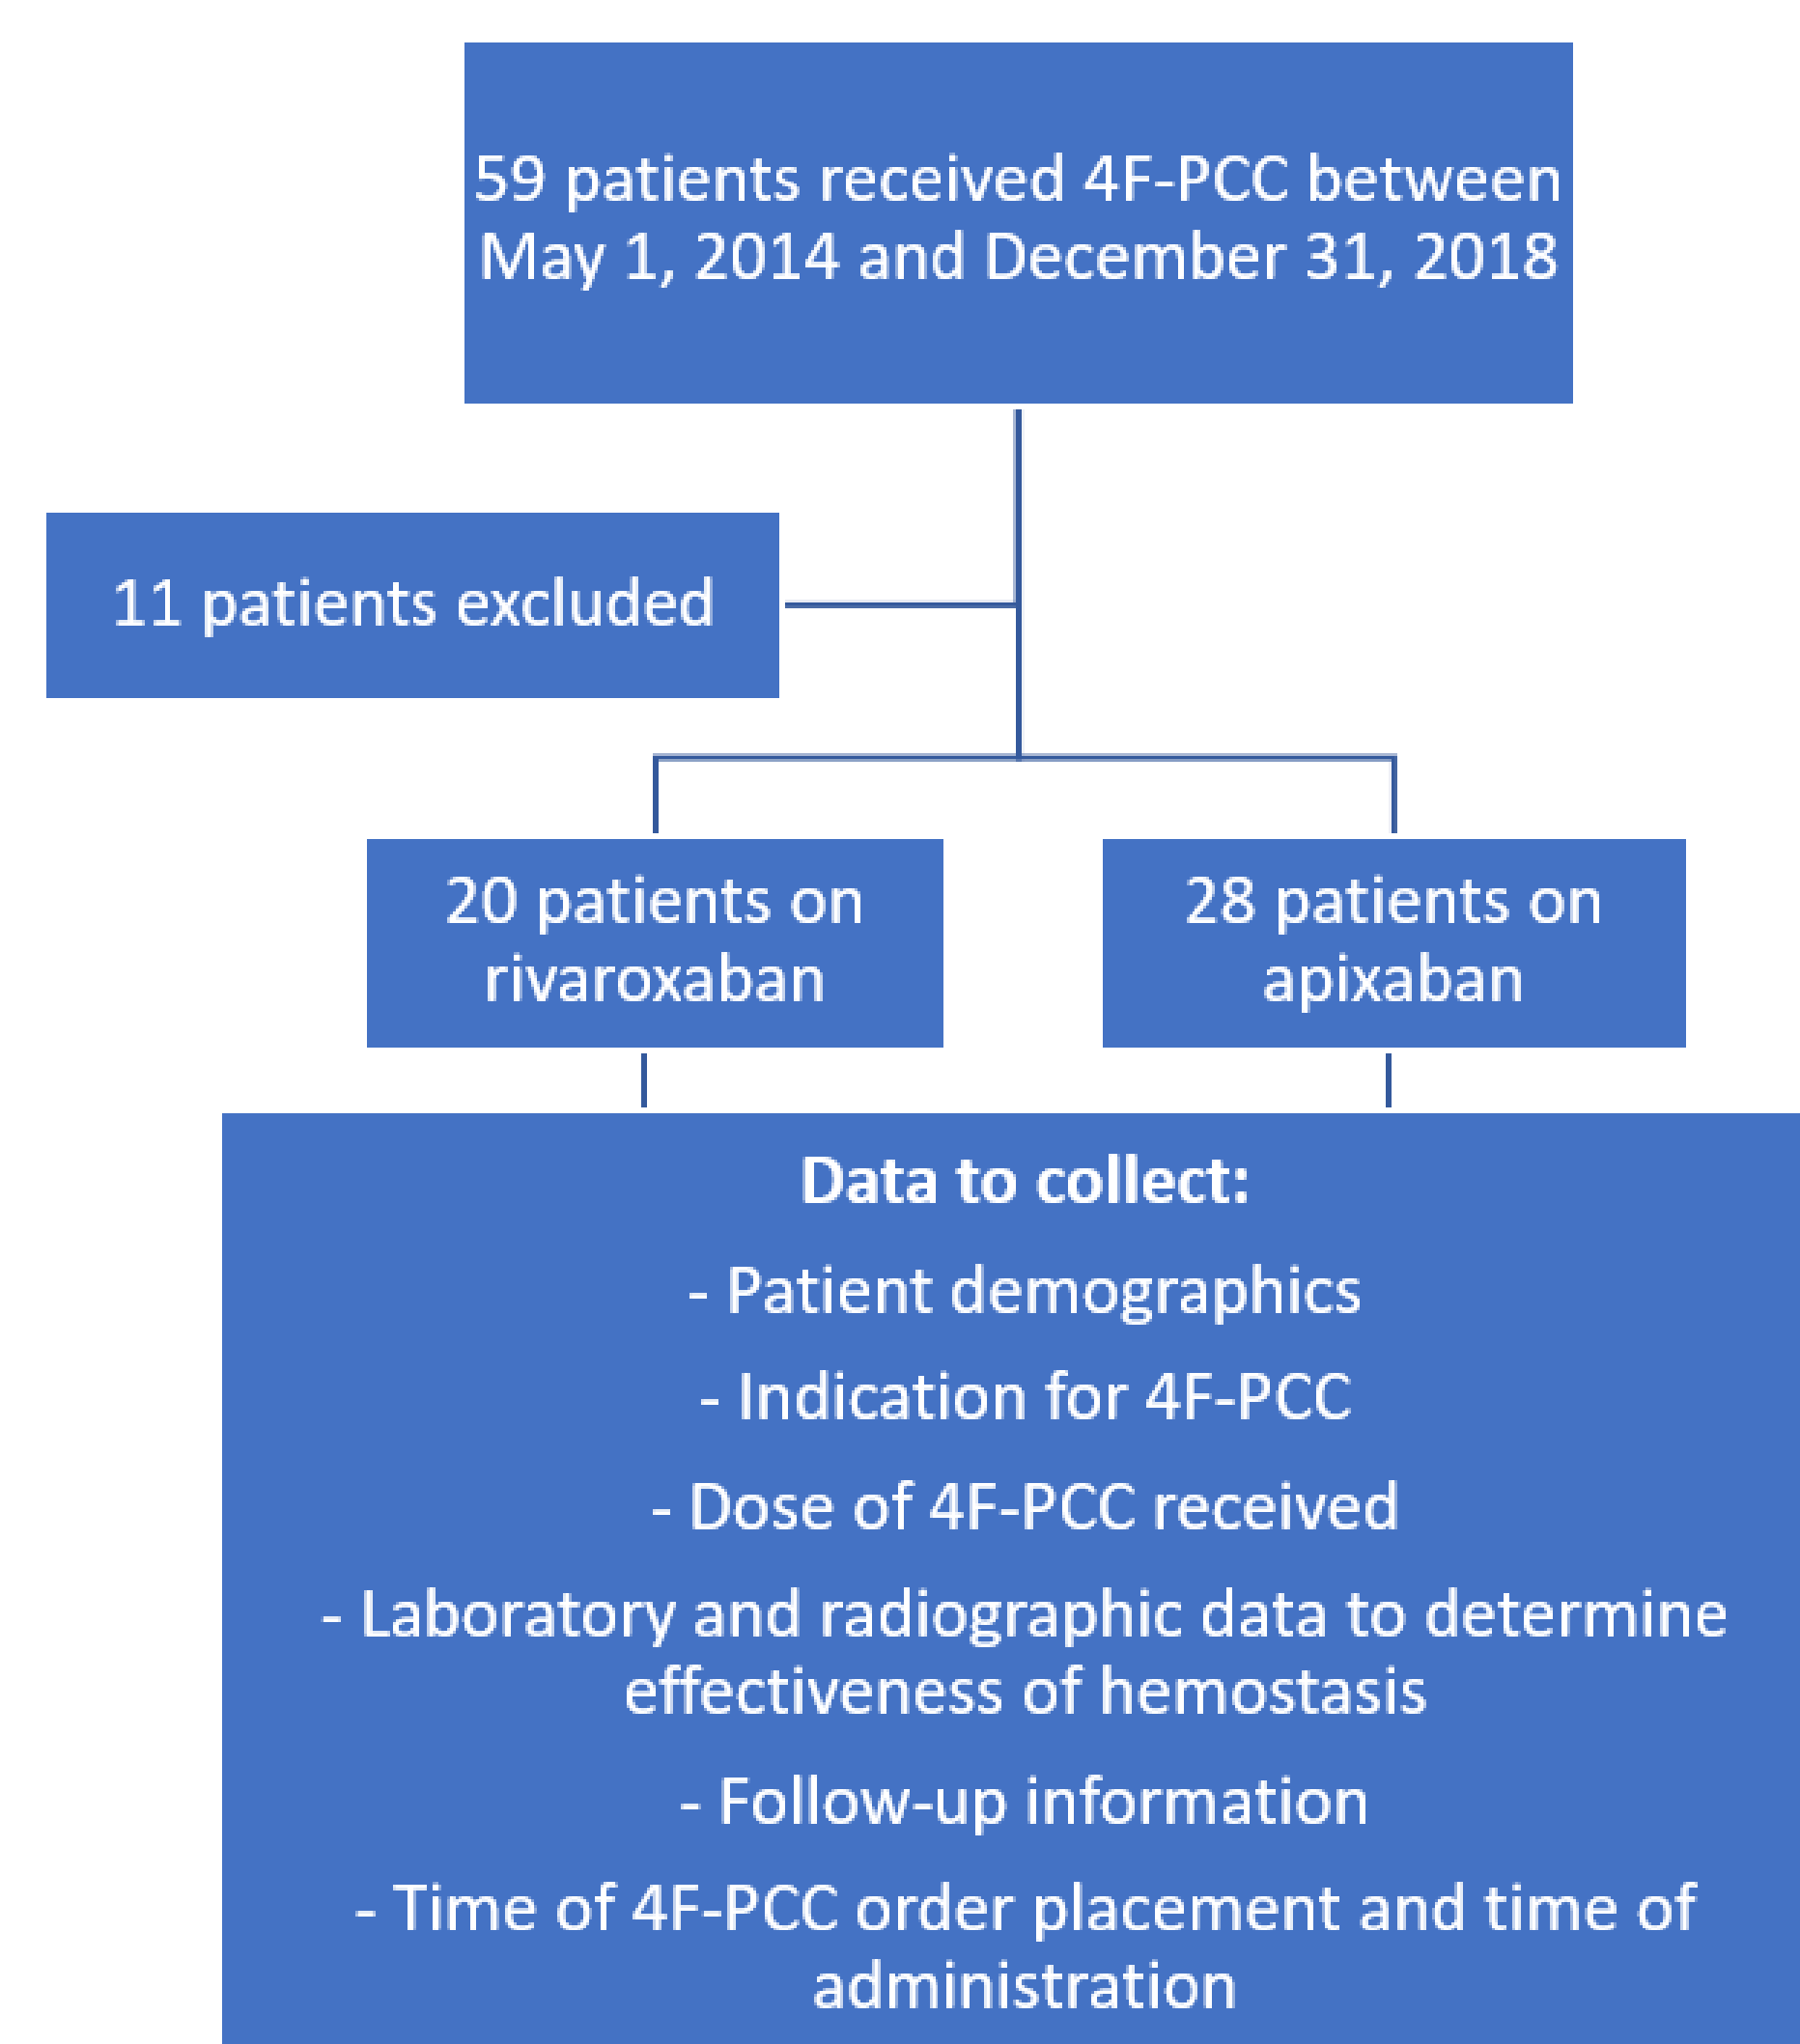 59 patients received 4F-PCC between
May 1, 2014 and December 31, 2018
11 patients excluded
20 patients on
rivaroxaban
28 patients on
apixaban
Data to collect:
- Patient demographics
- Indication for 4F-PCC
- Dose of 4F-PCC received
- Laboratory and radiographic data to determine
effectiveness of hemostasis
- Follow-up information
- Time of 4F-PCC order placement and time of
administration